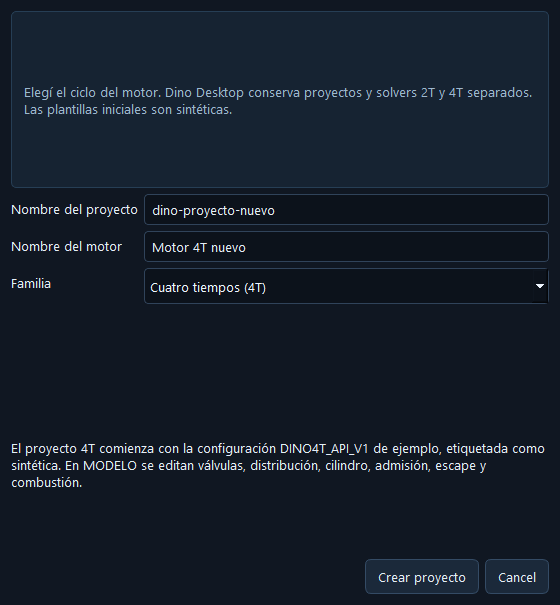 Elegí el ciclo del motor. Dino Desktop conserva proyectos y solvers 2T y 4T separados.
Las plantillas iniciales son sintéticas.
Nombre del proyecto dino-proyecto-nuevo
Nombre del motor Motor 4T nuevo
Familia Cuatro tiempos (4T)
El proyecto 4T comienza con la configuración DINO4T_API_V1 de ejemplo, etiquetada como
sintética. En MODELO se editan válvulas, distribución, cilindro, admisión, escape y
combustión.
Crear proyecto Cancel